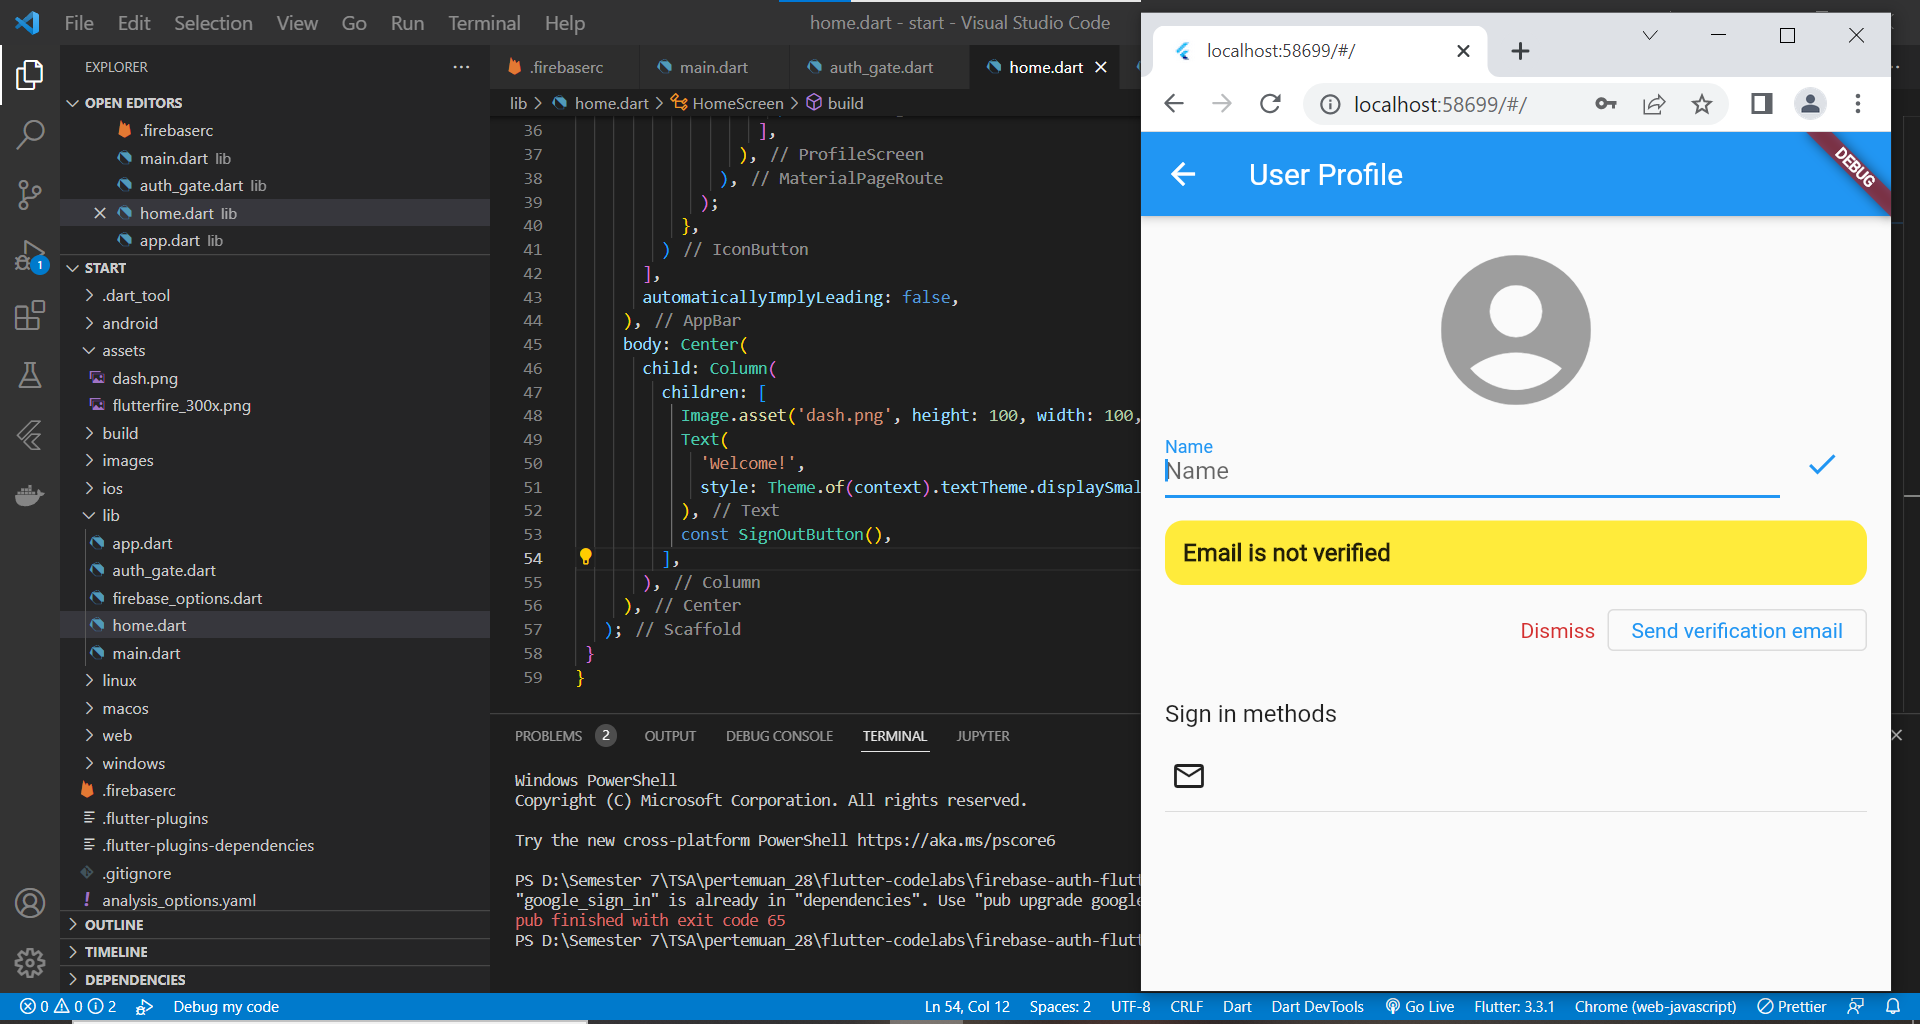 File Edit Selection View Go Run Terminal Help
home.dart - start - Visual Studio Code
EXPLORER
OPEN EDITORS
.firebaserc
main.dart lib
auth_gate.dart lib
home.dart lib
app.dart lib
START
.dart_tool
android
assets
dash.png
flutterfire_300x.png
build
images
ios
lib
app.dart
auth_gate.dart
firebase_options.dart
home.dart
main.dart
linux
macos
web
windows
.firebaserc
.flutter-plugins
.flutter-plugins-dependencies
.gitignore
analysis_options.yaml
OUTLINE
TIMELINE
DEPENDENCIES
.firebaserc main.dart auth_gate.dart home.dart
lib > home.dart > HomeScreen > build
36 ],
37 ), // ProfileScreen
38 ), // MaterialPageRoute
39 );
40 },
41 ) // IconButton
42 ],
43 automaticallyImplyLeading: false,
44 ), // AppBar
45 body: Center(
46 child: Column(
47 children: [
48 Image.asset('dash.png', height: 100, width: 100,
49 Text(
50 'Welcome!',
51 style: Theme.of(context).textTheme.displaySmal
52 ), // Text
53 const SignOutButton(),
54 ],
55 ), // Column
56 ), // Center
57 ); // Scaffold
58 }
59 }
PROBLEMS 2 OUTPUT DEBUG CONSOLE TERMINAL JUPYTER
Windows PowerShell
Copyright (C) Microsoft Corporation. All rights reserved.
Try the new cross-platform PowerShell https://aka.ms/pscore6
PS D:\Semester 7\TSA\pertemuan_28\flutter-codelabs\firebase-auth-flutt
"google_sign_in" is already in "dependencies". Use "pub upgrade google
pub finished with exit code 65
PS D:\Semester 7\TSA\pertemuan_28\flutter-codelabs\firebase-auth-flutt
localhost:58699/#/
localhost:58699/#/
User Profile
DEBUG
Name
Name
Email is not verified
Dismiss Send verification email
Sign in methods
1
0 0 2 Debug my code Ln 54, Col 12 Spaces: 2 UTF-8 CRLF Dart Dart DevTools Go Live Flutter: 3.3.1 Chrome (web-javascript) Prettier